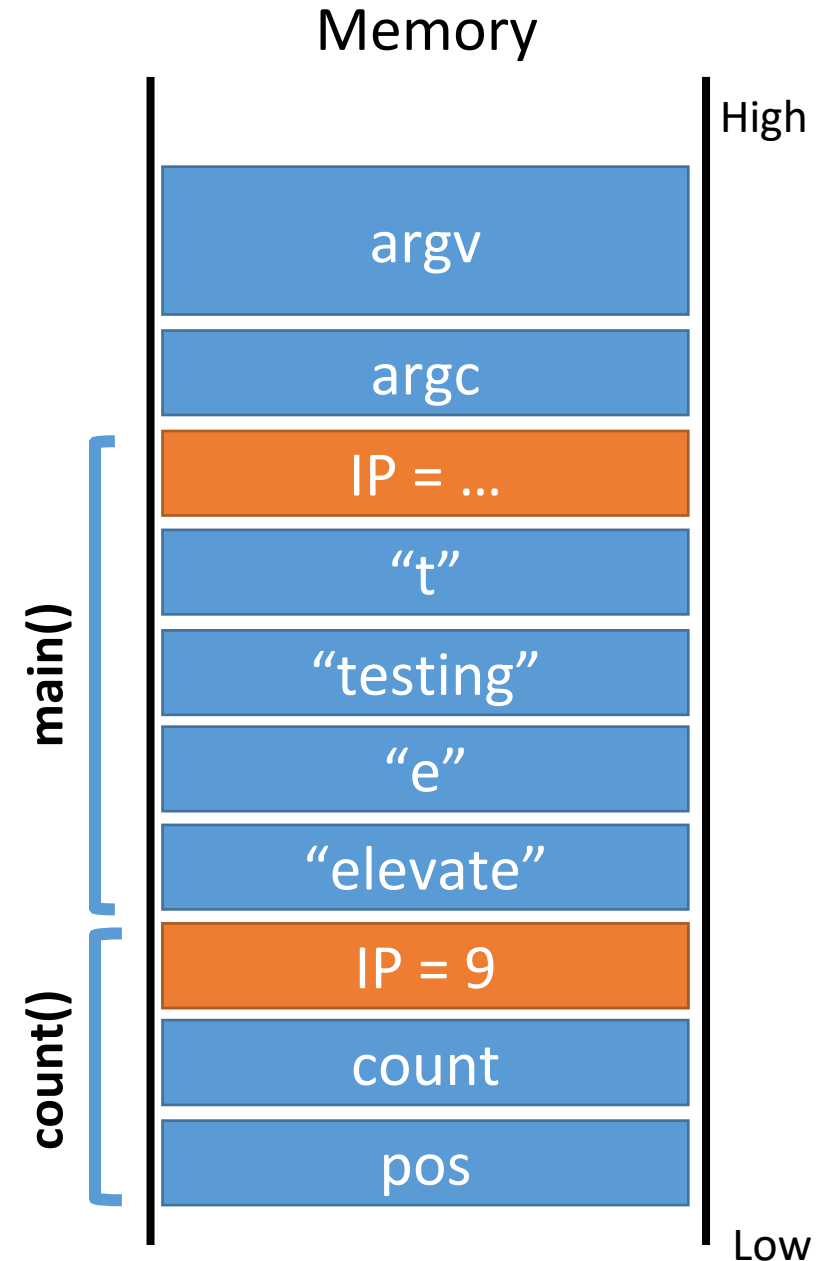 Memory
High
argv
argc
IP = …
“t”
“testing”
“e”
“elevate”
main()
IP = 9
count
pos
count()
Low